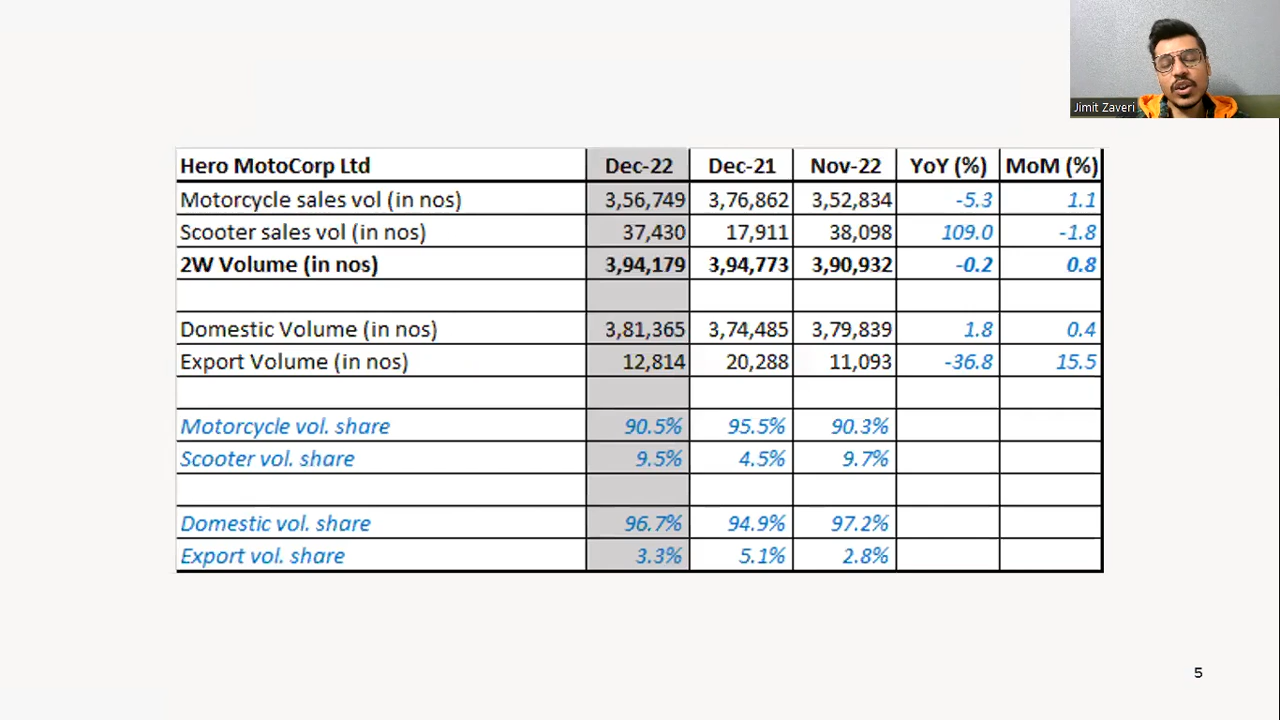 Jimit Zaveri
Hero MotoCorp Ltd Dec-22 Dec-21 Nov-22 YoY (%) MoM (%)
Motorcycle sales vol (in nos) 3,56,749 3,76,862 3,52,834 -5.3 1.1
Scooter sales vol (in nos) 37,430 17,911 38,098 109.0 -1.8
2W Volume (in nos) 3,94,179 3,94,773 3,90,932 -0.2 0.8
Domestic Volume (in nos) 3,81,365 3,74,485 3,79,839 1.8 0.4
Export Volume (in nos) 12,814 20,288 11,093 -36.8 15.5
Motorcycle vol. share 90.5% 95.5% 90.3%
Scooter vol. share 9.5% 4.5% 9.7%
Domestic vol. share 96.7% 94.9% 97.2%
Export vol. share 3.3% 5.1% 2.8%
5